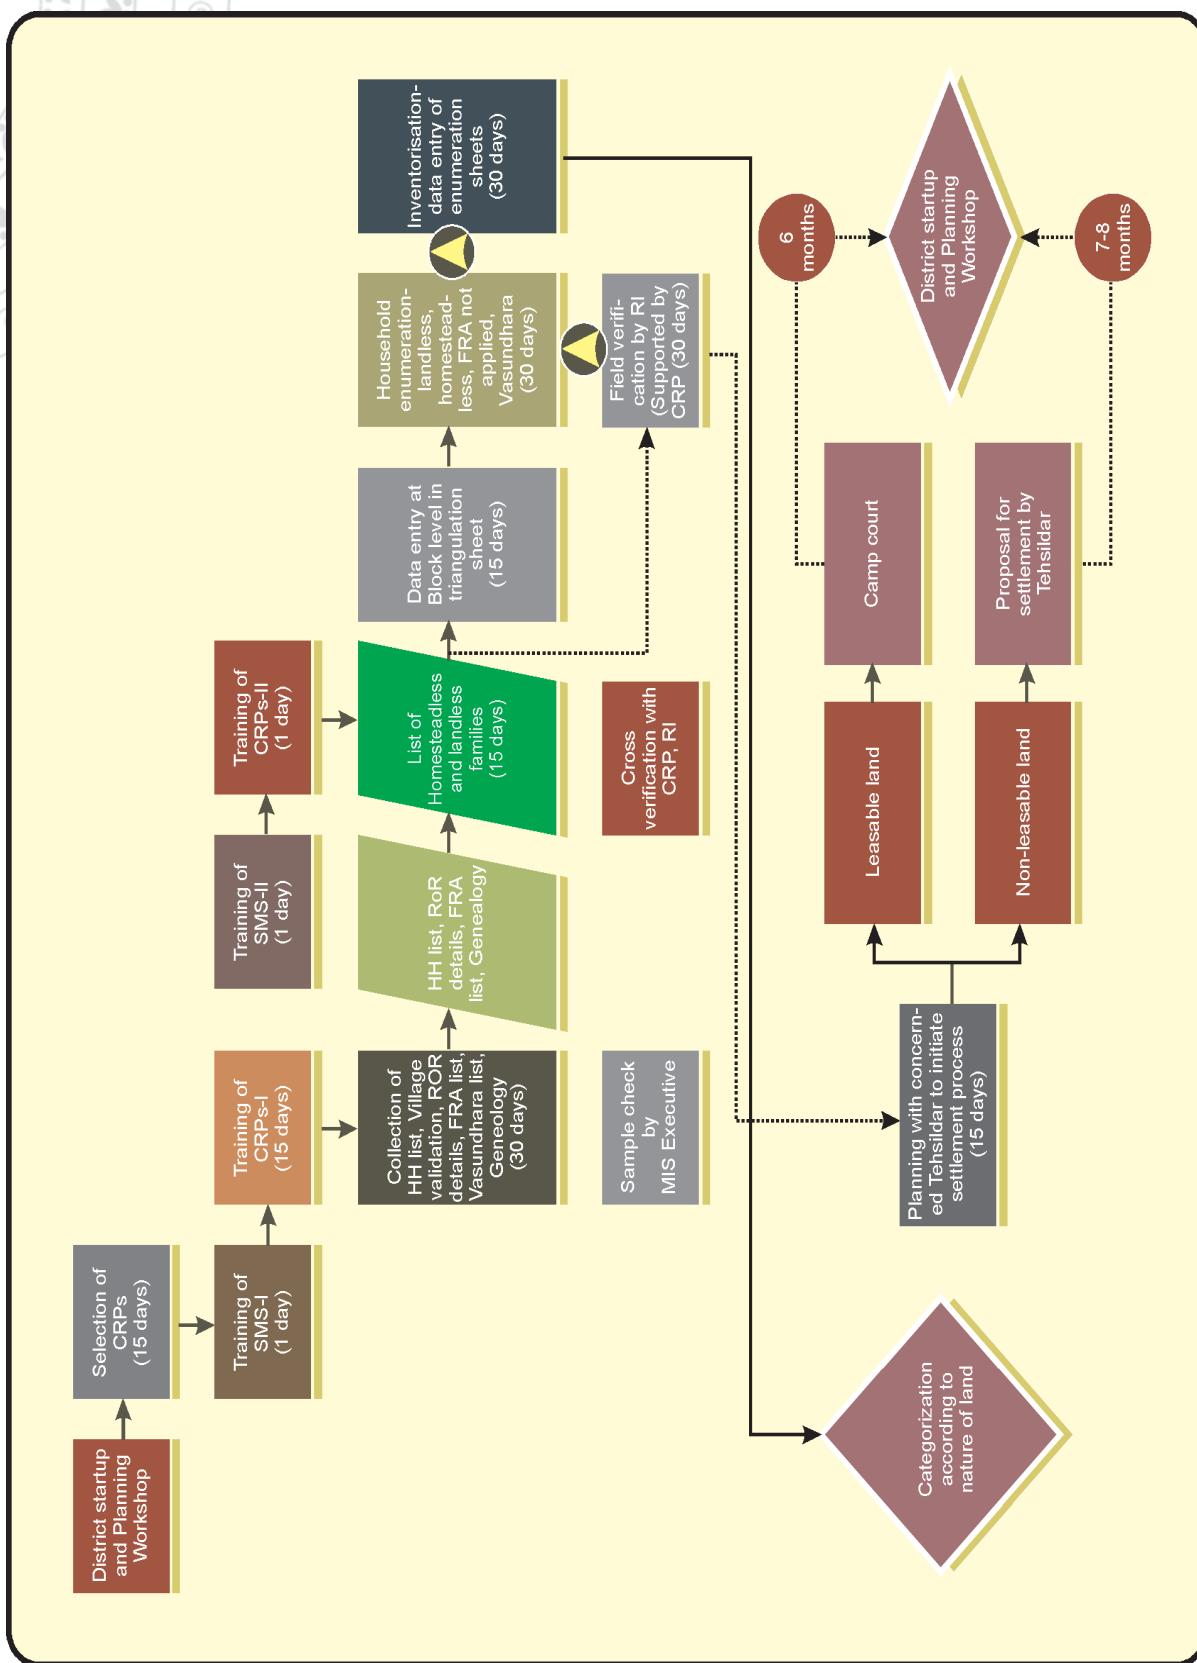 District startup
and Planning
Workshop
Selection of
CRPs
(15 days)
Training of
SMS-I
(1 day)
Training of
CRPs-I
(15 days)
Training of
SMS-II
(1 day)
Training of
CRPs-II
(1 day)
Collection of
HH list, Village
validation, ROR
details, FRA list,
Vasundhara list,
Geneology
(30 days)
HH list, RoR
details, FRA
list, Genealogy
List of
Homesteadless
and landless
families
(15 days)
Data entry at
Block level in
triangulation
sheet
(15 days)
Household
enumeration-
landless,
homestead-
less, FRA not
applied,
Vasundhara
(30 days)
Inventorisation-
data entry of
enumeration
sheets
(30 days)
Sample check
by
MIS Executive
Cross
verification with
CRP, RI
Field verifi-
cation by RI
(Supported by
CRP (30 days)
Categorization
according to
nature of land
Planning with concern-
ed Tehsildar to initiate
settlement process
(15 days)
Leasable land
Non-leasable land
Camp court
Proposal for
settlement by
Tehsildar
6
months
7-8
months
District startup
and Planning
Workshop